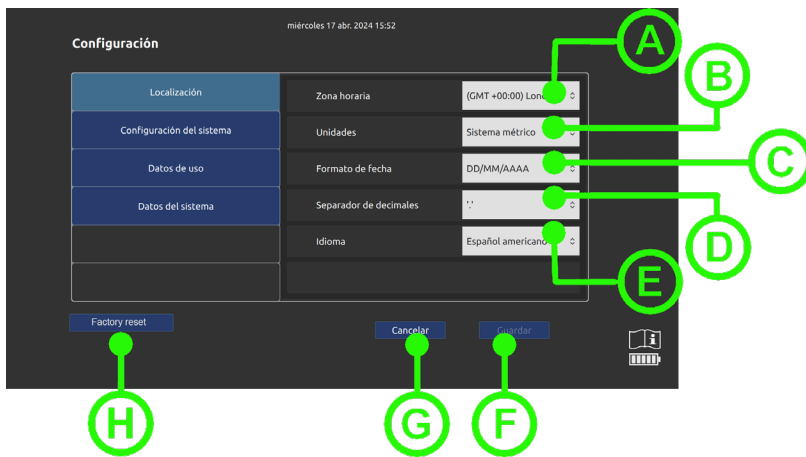 miércoles 17 abr. 2024 15:52
Configuración
A
B
Localización
Zona horaria
(GMT +00:00)
Configuración del sistema
Unidades
Sistema métrico
Datos de uso
Formato de fecha
DD/MM/AAAA
C
Datos del sistema
Separador de decimales
'.'
D
Idioma
Español americano
E
Factory reset
Cancelar
Guardar
i
H
G
F